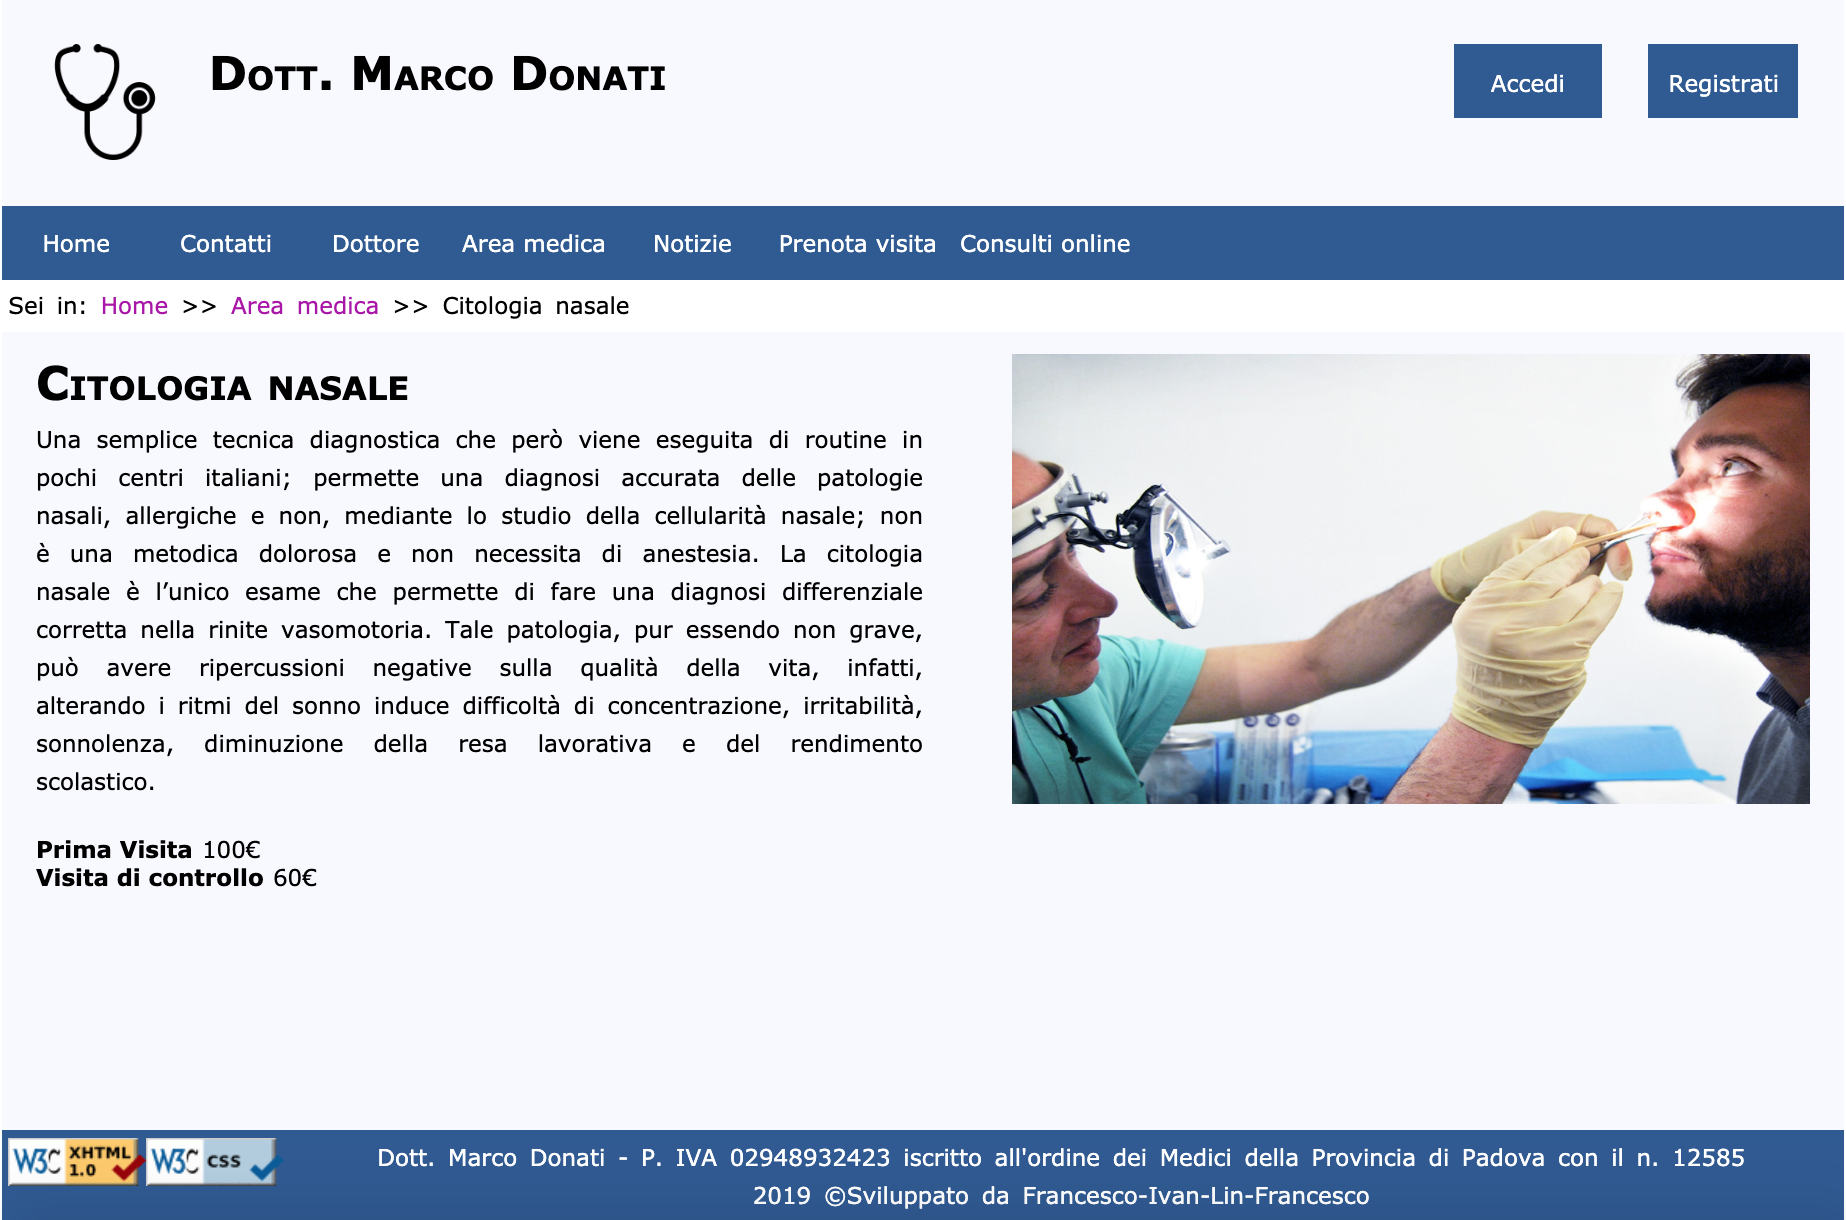 Dott. Marco Donati
Accedi
Registrati
Home Contatti Dottore Area medica Notizie Prenota visita Consulti online
Sei in: Home >> Area medica >> Citologia nasale
Citologia nasale
Una semplice tecnica diagnostica che però viene eseguita di routine in
pochi centri italiani; permette una diagnosi accurata delle patologie
nasali, allergiche e non, mediante lo studio della cellularità nasale; non
è una metodica dolorosa e non necessita di anestesia. La citologia
nasale è l’unico esame che permette di fare una diagnosi differenziale
corretta nella rinite vasomotoria. Tale patologia, pur essendo non grave,
può avere ripercussioni negative sulla qualità della vita, infatti,
alterando i ritmi del sonno induce difficoltà di concentrazione, irritabilità,
sonnolenza, diminuzione della resa lavorativa e del rendimento
scolastico.
Prima Visita 100€
Visita di controllo 60€
W3C XHTML 1.0
W3C css
Dott. Marco Donati - P. IVA 02948932423 iscritto all'ordine dei Medici della Provincia di Padova con il n. 12585
2019 ©Sviluppato da Francesco-Ivan-Lin-Francesco